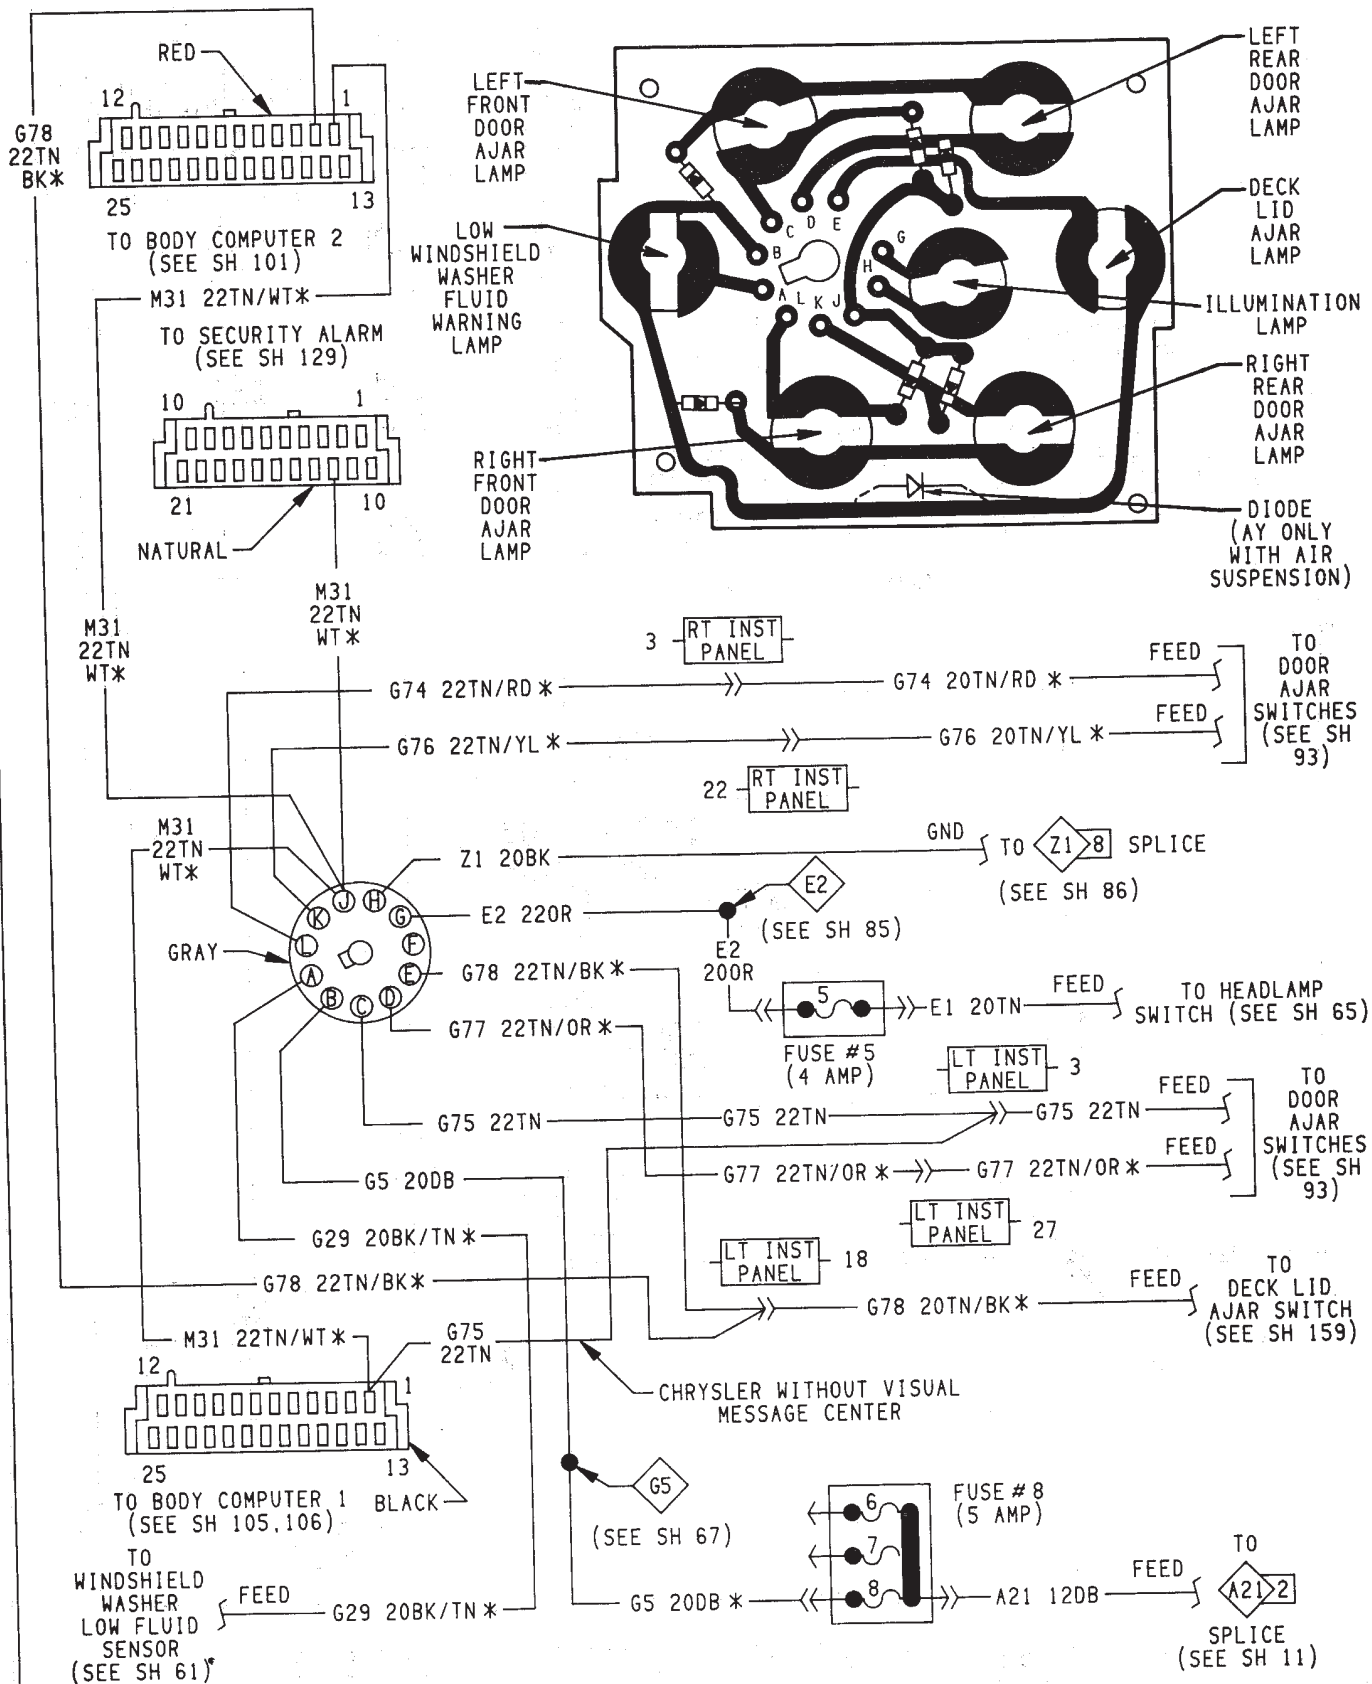 G78
22TN
BK*
RED
12
1
25
13
TO BODY COMPUTER 2
(SEE SH 101)
M31 22TN/WT*
TO SECURITY ALARM
(SEE SH 129)
10
1
21
10
NATURAL
M31
22TN
WT*
M31
22TN
WT*
LEFT
FRONT
DOOR
AJAR
LAMP
LOW
WINDSHIELD
WASHER
FLUID
WARNING
LAMP
RIGHT
FRONT
DOOR
AJAR
LAMP
C
D
E
B
G
A
L
K
J
H
LEFT
REAR
DOOR
AJAR
LAMP
DECK
LID
AJAR
LAMP
ILLUMINATION
LAMP
RIGHT
REAR
DOOR
AJAR
LAMP
DIODE
(AY ONLY
WITH AIR
SUSPENSION)
3
RT INST
PANEL
G74 22TN/RD *
G74 20TN/RD *
FEED
G76 22TN/YL *
G76 20TN/YL *
FEED
TO
DOOR
AJAR
SWITCHES
(SEE SH
93)
22
RT INST
PANEL
M31
22TN
WT*
Z1 20BK
GND
TO
Z1
8
SPLICE
(SEE SH 86)
GRAY
J
H
K
G
L
F
A
E
B
C
D
E2 22OR
E2
(SEE SH 85)
E2
20OR
G78 22TN/BK*
5
FUSE #5
(4 AMP)
E1 20TN
FEED
TO HEADLAMP
SWITCH (SEE SH 65)
G77 22TN/OR *
LT INST
PANEL
3
G75 22TN
G75 22TN
G75 22TN
FEED
G77 22TN/OR *
G77 22TN/OR *
FEED
TO
DOOR
AJAR
SWITCHES
(SEE SH
93)
G5 20DB
LT INST
PANEL
27
G29 20BK/TN *
LT INST
PANEL
18
G78 22TN/BK*
G78 20TN/BK*
FEED
TO
DECK LID
AJAR SWITCH
(SEE SH 159)
M31 22TN/WT*
G75
22TN
12
1
25
13
CHRYSLER WITHOUT VISUAL
MESSAGE CENTER
TO BODY COMPUTER 1
(SEE SH 105,106)
BLACK
G5
(SEE SH 67)
6
7
8
FUSE #8
(5 AMP)
G5 20DB *
A21 12DB
FEED
TO
A21
2
SPLICE
(SEE SH 11)
TO
WINDSHIELD
WASHER
LOW FLUID
SENSOR
(SEE SH 61)
FEED
G29 20BK/TN *